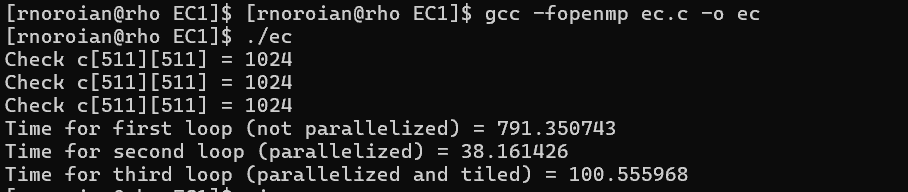 [rnoroian@rho EC1]$ [rnoroian@rho EC1]$ gcc -fopenmp ec.c -o ec
[rnoroian@rho EC1]$ ./ec
Check c[511][511] = 1024
Check c[511][511] = 1024
Check c[511][511] = 1024
Time for first loop (not parallelized) = 791.350743
Time for second loop (parallelized) = 38.161426
Time for third loop (parallelized and tiled) = 100.555968